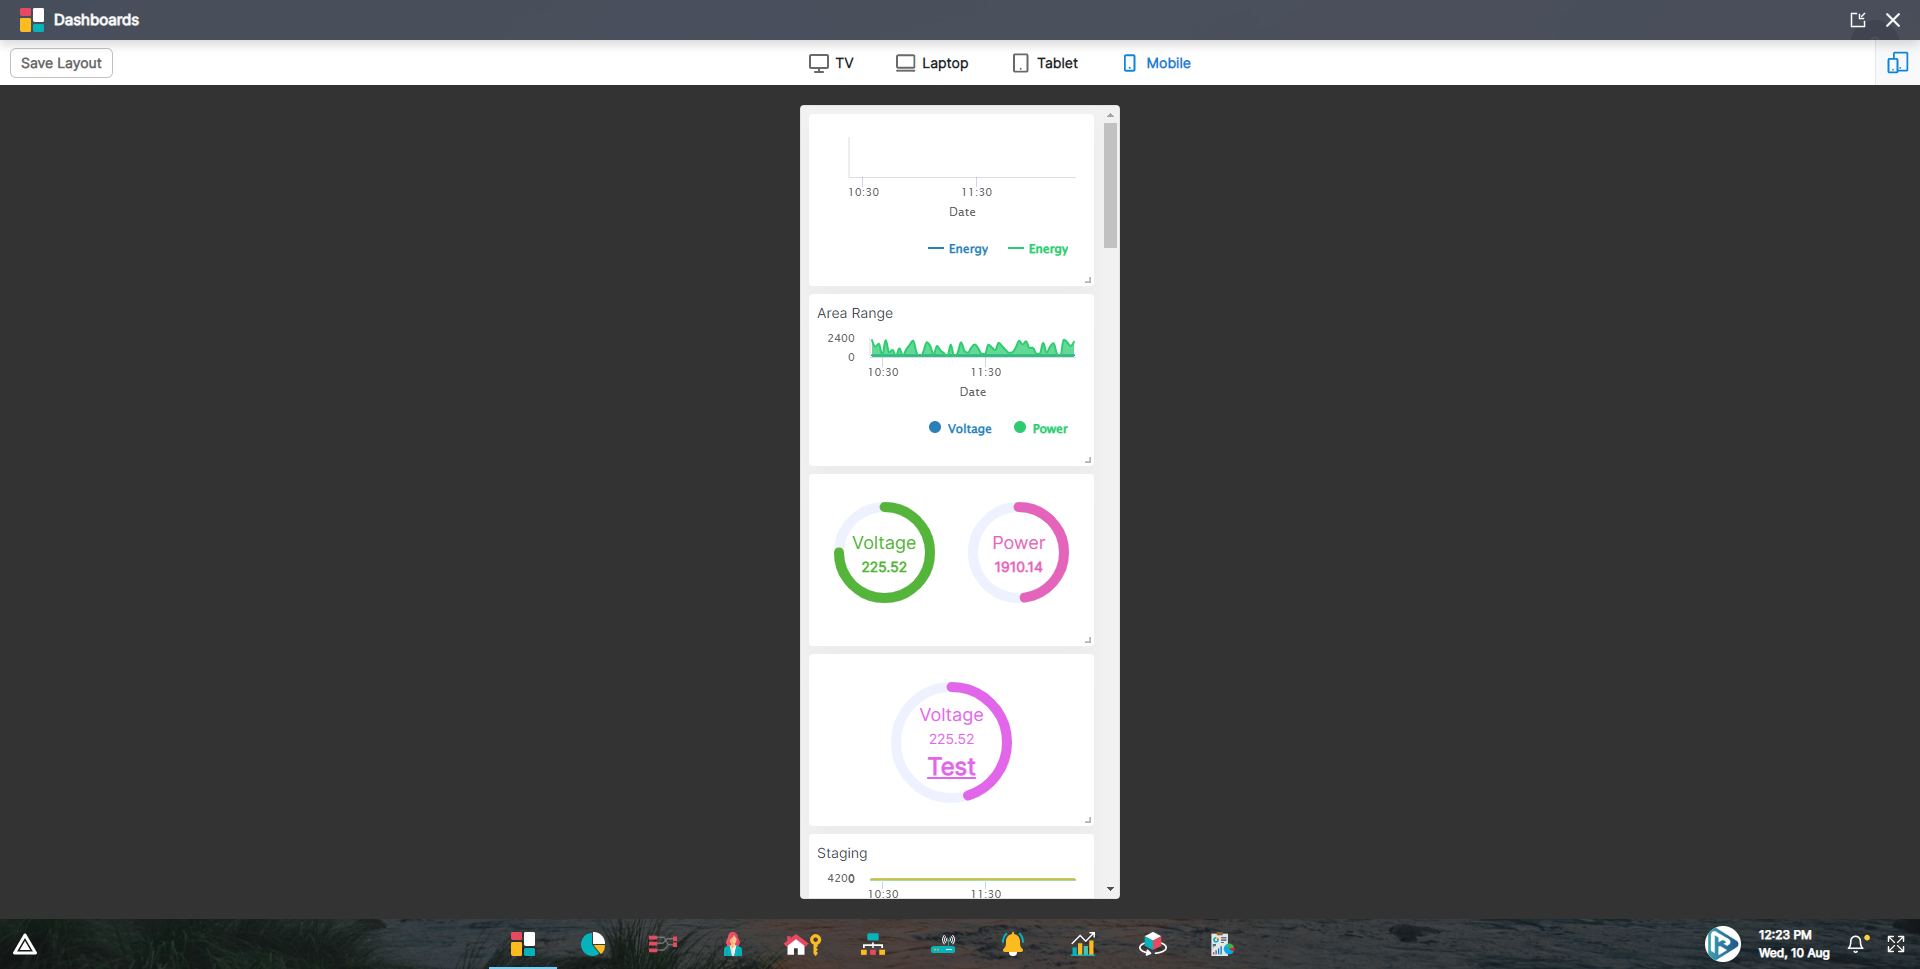 Dashboards
Save Layout
TV
Laptop
Tablet
Mobile
10:30 11:30
Date
Energy Energy
Area Range
2400
0
10:30 11:30
Date
Voltage Power
Voltage
225.52
Power
1910.14
Voltage
225.52
Test
Staging
4200
10:30 11:30
12:23 PM
Wed, 10 Aug